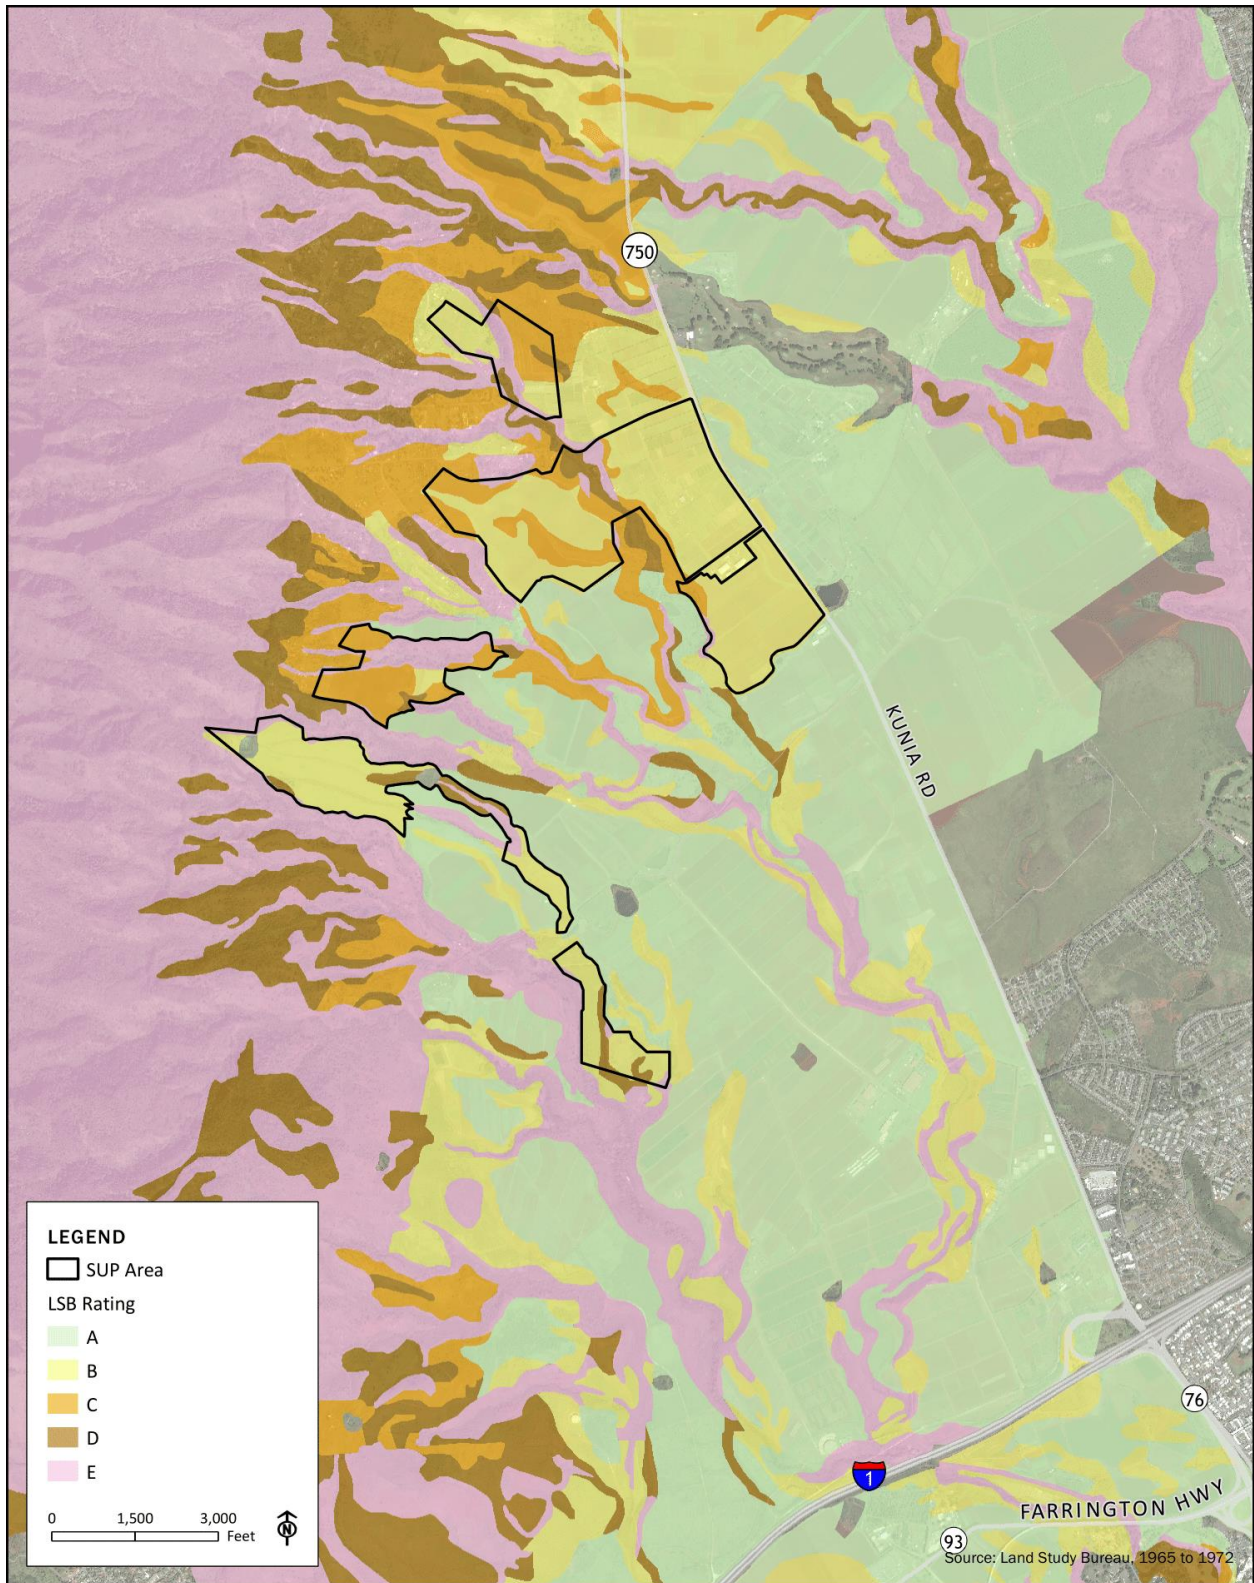 750
KUNIA RD
LEGEND
SUP Area
LSB Rating
A
B
C
D
E
0 1,500 3,000
Feet
N
76
1
FARRINGTON HWY
93
Source: Land Study Bureau, 1965 to 1972